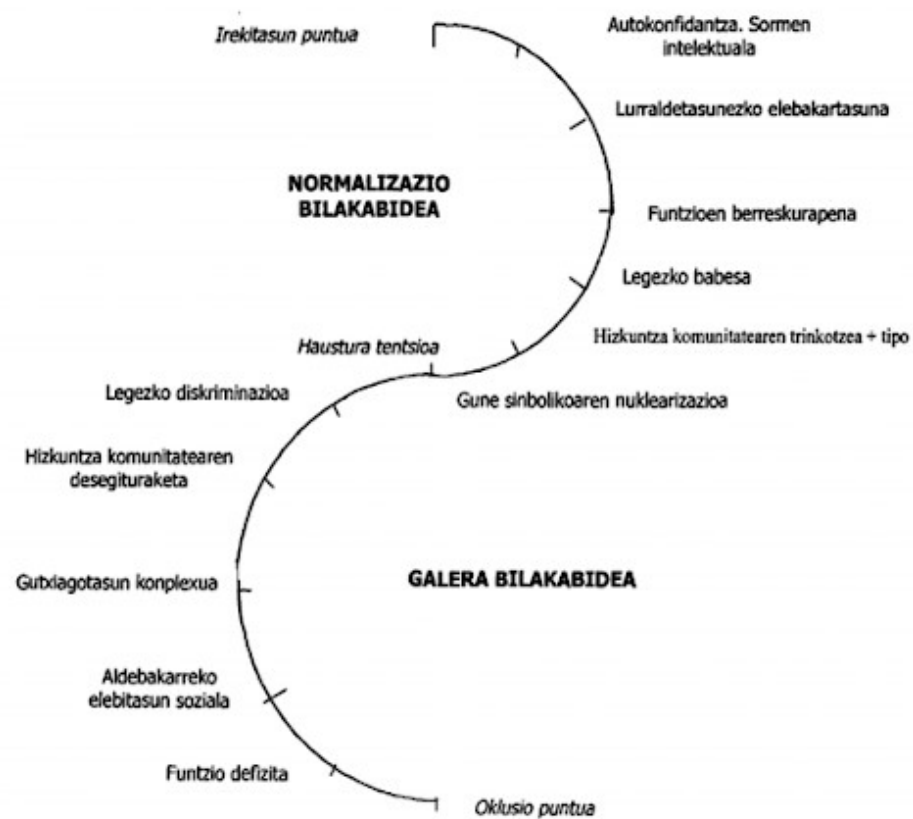 Irekitasun puntua
Autokonfidantza. Sormen
intelektuala
Lurraldetasunezko elebakartasuna
NORMALIZAZIO
BILAKABIDEA
Funtzioen berreskurapena
Legezko babesa
Hizkuntza komunitatearen trinkotzea + tipo
Haustura tentsioa
Legezko diskriminazioa
Gune sinbolikoaren nuklearizazioa
Hizkuntza komunitatearen
desegituraketa
Gutxiagotasun konplexua
GALERA BILAKABIDEA
Aldebakarreko
elebitasun soziala
Funtzio defizita
Oklusio puntua